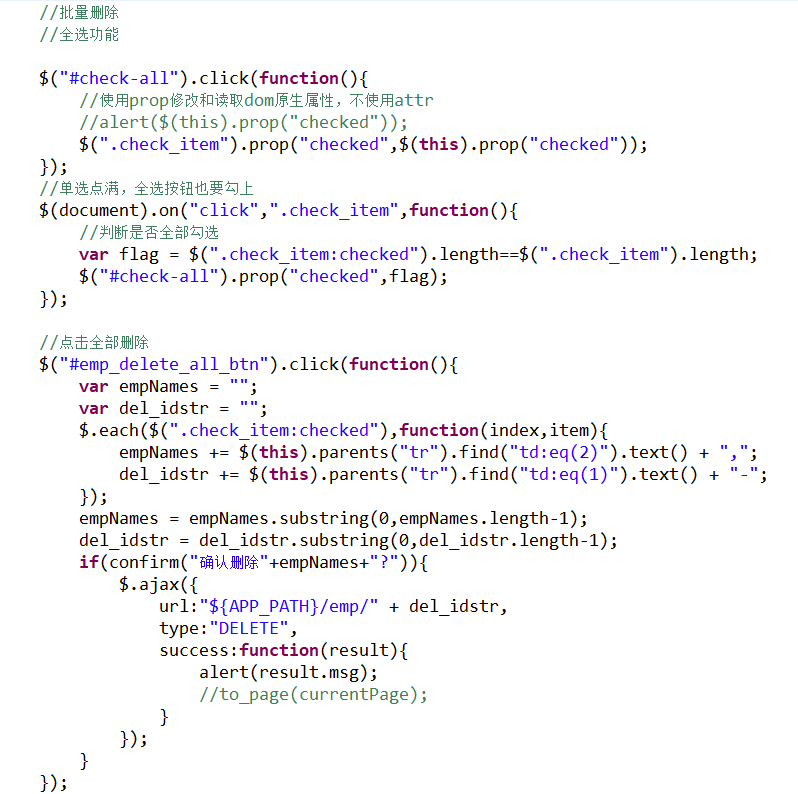 //批量删除
//全选功能
$("#check-all").click(function(){
//使用prop修改和读取dom原生属性，不使用attr
//alert($(this).prop("checked"));
$(".check_item").prop("checked",$(this).prop("checked"));
});
//单选点满，全选按钮也要勾上
$(document).on("click",".check_item",function(){
//判断是否全部勾选
var flag = $(".check_item:checked").length==$(".check_item").length;
$("#check-all").prop("checked",flag);
});
//点击全部删除
$("#emp_delete_all_btn").click(function(){
var empNames = "";
var del_idstr = "";
$.each($(".check_item:checked"),function(index,item){
empNames += $(this).parents("tr").find("td:eq(2)").text() + ",";
del_idstr += $(this).parents("tr").find("td:eq(1)").text() + "-";
});
empNames = empNames.substring(0,empNames.length-1);
del_idstr = del_idstr.substring(0,del_idstr.length-1);
if(confirm("确认删除"+empNames+"?")){
$.ajax({
url:"${APP_PATH}/emp/" + del_idstr,
type:"DELETE",
success:function(result){
alert(result.msg);
//to_page(currentPage);
}
});
}
});